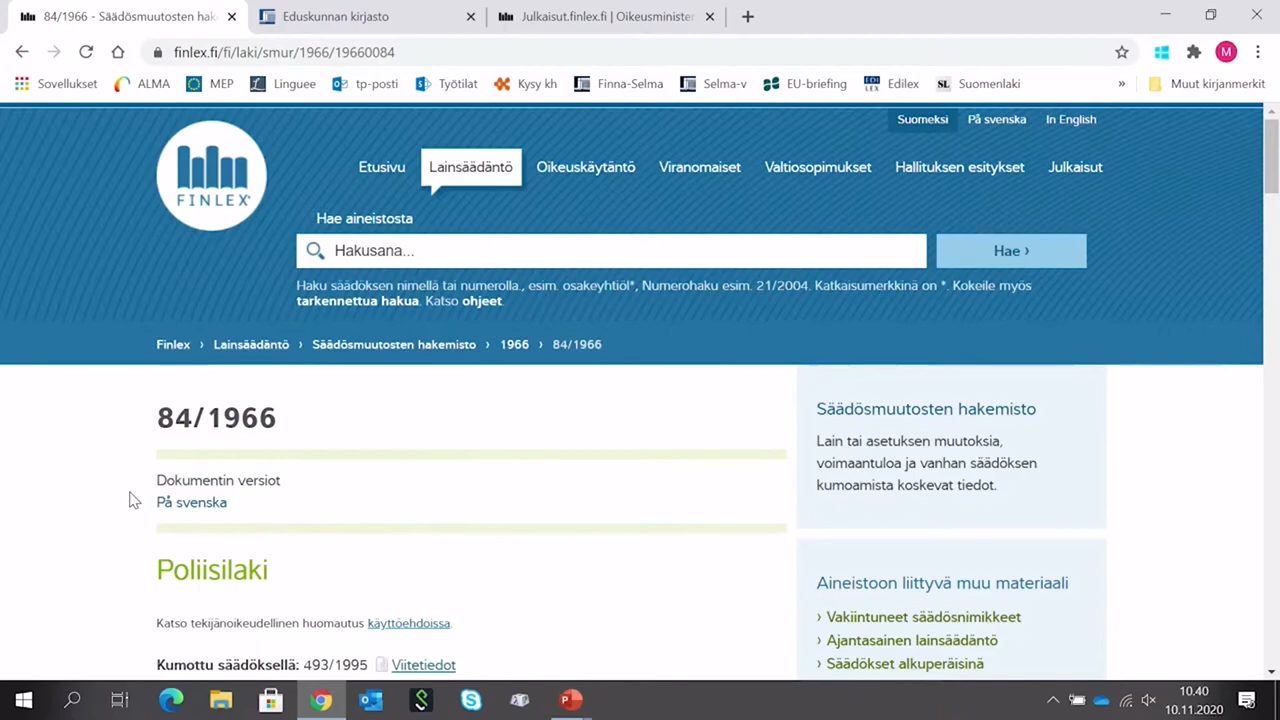 84/1966 - Säädösmuutosten hak
Eduskunnan kirjasto
Julkaisut.finlex.fi | Oikeusminister
finlex.fi/fi/laki/smur/1966/19660084
M
Sovellukset
ALMA
MEP
Linguee
tp-posti
Työtilat
Kysy kh
Finna-Selma
Selma-v
EU-briefing
EDI LEX
Edilex
SL
Suomenlaki
»
Muut kirjanmerkit
Suomeksi
På svenska
In English
FINLEX®
Etusivu
Lainsäädäntö
Oikeuskäytäntö
Viranomaiset
Valtiosopimukset
Hallituksen esitykset
Julkaisut
Hae aineistosta
Hakusana...
Hae ›
Haku säädöksen nimellä tai numerolla., esim. osakeyhtiöl*, Numerohaku esim. 21/2004. Katkaisumerkkinä on *. Kokeile myös
tarkennettua hakua. Katso ohjeet.
Finlex › Lainsäädäntö › Säädösmuutosten hakemisto › 1966 › 84/1966
84/1966
Dokumentin versiot
På svenska
Poliisilaki
Katso tekijänoikeudellinen huomautus käyttöehdoissa.
Kumottu säädöksellä: 493/1995 Viitetiedot
Säädösmuutosten hakemisto
Lain tai asetuksen muutoksia,
voimaantuloa ja vanhan säädöksen
kumoamista koskevat tiedot.
Aineistoon liittyvä muu materiaali
› Vakiintuneet säädösnimikkeet
› Ajantasainen lainsäädäntö
› Säädökset alkuperäisinä
10.40
10.11.2020